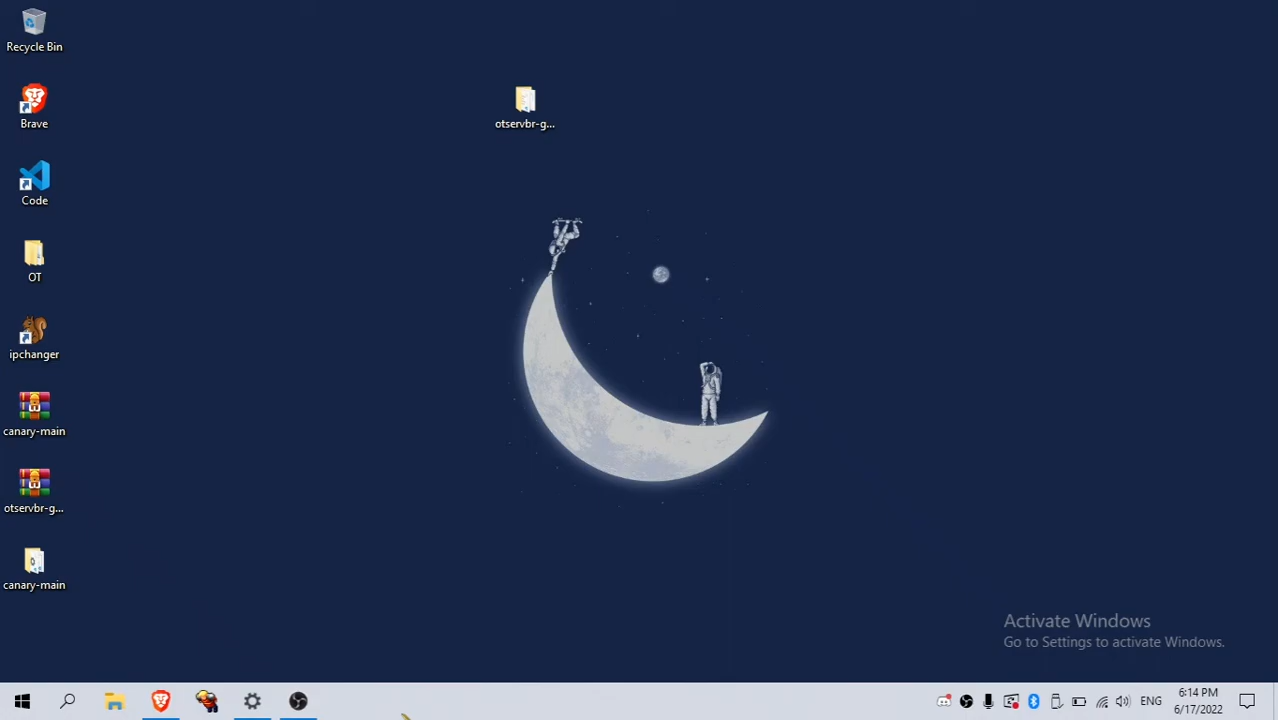 Recycle Bin
Brave
Code
OT
ipchanger
canary-main
otservbr-g...
canary-main
otservbr-g...
Activate Windows
Go to Settings to activate Windows.
ENG
6:14 PM
6/17/2022